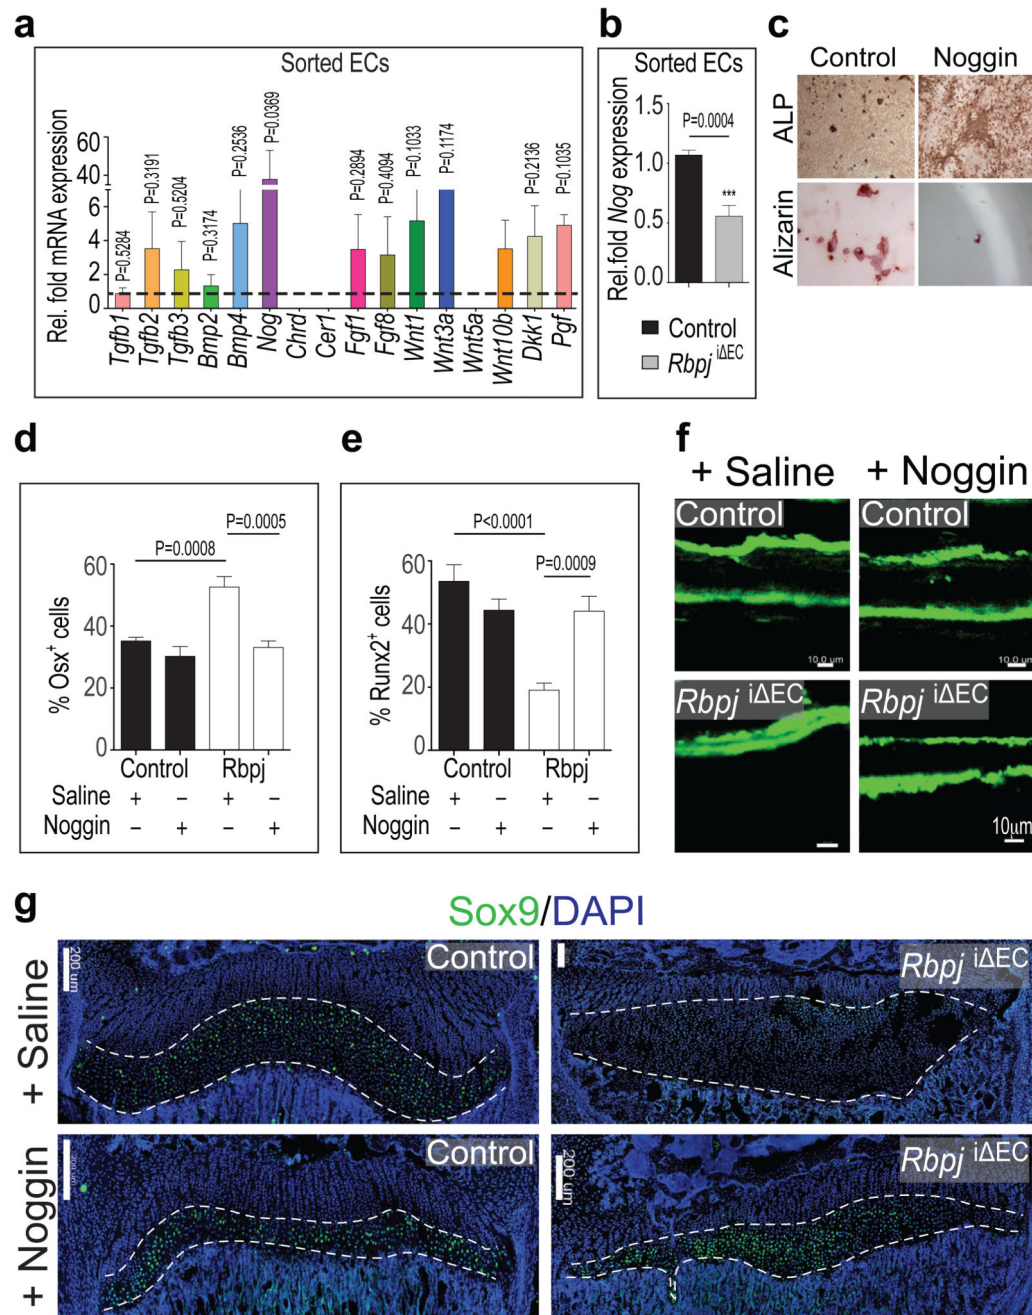 a
Sorted ECs
Rel. fold mRNA expression
60
40
6
4
2
0
P=0.5284
P=0.3191
P=0.5204
P=0.3174
P=0.2536
P=0.0369
P=0.2894
P=0.4094
P=0.1033
P=0.1174
P=0.2136
P=0.1035
Tgfb1
Tgfb2
Tgfb3
Bmp2
Bmp4
Nog
Chrd
Cer1
Fgf1
Fgf8
Wnt1
Wnt3a
Wnt5a
Wnt10b
Dkk1
Pgf
b
Sorted ECs
Rel.fold Nog expression
1.5
1.0
0.5
0.0
P=0.0004
***
Control
Rbpj iΔEC
c
Control Noggin
ALP
Alizarin
d
P=0.0005
P=0.0008
% Osx+ cells
60
40
20
0
Control Rbpj
Saline + – + –
Noggin – + – +
e
P<0.0001
P=0.0009
% Runx2+ cells
60
40
20
0
Control Rbpj
Saline + – + –
Noggin – + – +
f
+ Saline + Noggin
Control Control
10.0 µm 10.0 µm
Rbpj iΔEC Rbpj iΔEC
10µm
g
Sox9/DAPI
+ Saline
200 um
Control
Rbpj iΔEC
+ Noggin
Control
200 um
Rbpj iΔEC